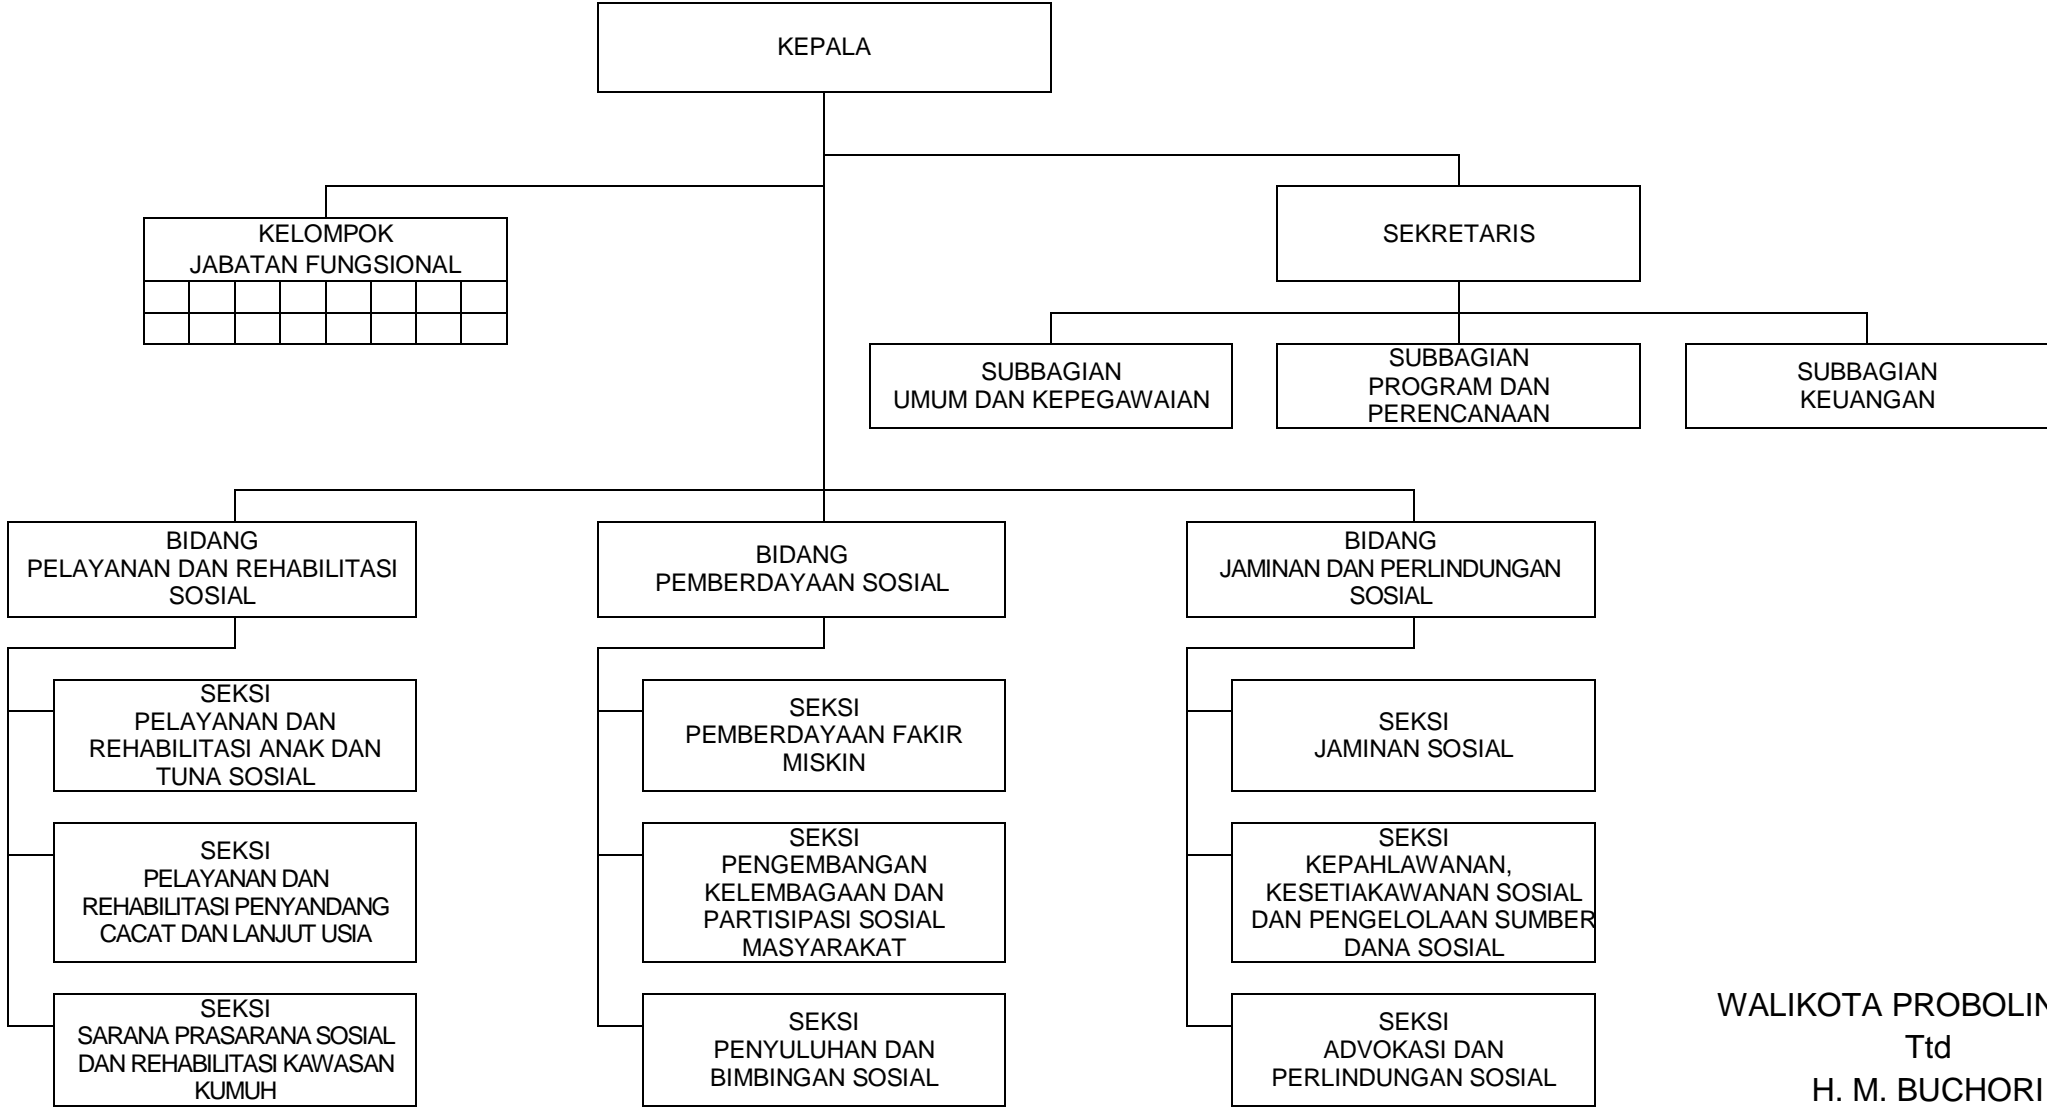 KEPALA
KELOMPOK
JABATAN FUNGSIONAL
SEKRETARIS
SUBBAGIAN
UMUM DAN KEPEGAWAIAN
SUBBAGIAN
PROGRAM DAN
PERENCANAAN
SUBBAGIAN
KEUANGAN
BIDANG
PELAYANAN DAN REHABILITASI
SOSIAL
BIDANG
PEMBERDAYAAN SOSIAL
BIDANG
JAMINAN DAN PERLINDUNGAN
SOSIAL
SEKSI
PELAYANAN DAN
REHABILITASI ANAK DAN
TUNA SOSIAL
SEKSI
PELAYANAN DAN
REHABILITASI PENYANDANG
CACAT DAN LANJUT USIA
SEKSI
SARANA PRASARANA SOSIAL
DAN REHABILITASI KAWASAN
KUMUH
SEKSI
PEMBERDAYAAN FAKIR
MISKIN
SEKSI
PENGEMBANGAN
KELEMBAGAAN DAN
PARTISIPASI SOSIAL
MASYARAKAT
SEKSI
PENYULUHAN DAN
BIMBINGAN SOSIAL
SEKSI
JAMINAN SOSIAL
SEKSI
KEPAHLAWANAN,
KESETIAKAWANAN SOSIAL
DAN PENGELOLAAN SUMBER
DANA SOSIAL
SEKSI
ADVOKASI DAN
PERLINDUNGAN SOSIAL
WALIKOTA
Ttd
H. M. BUCHORI